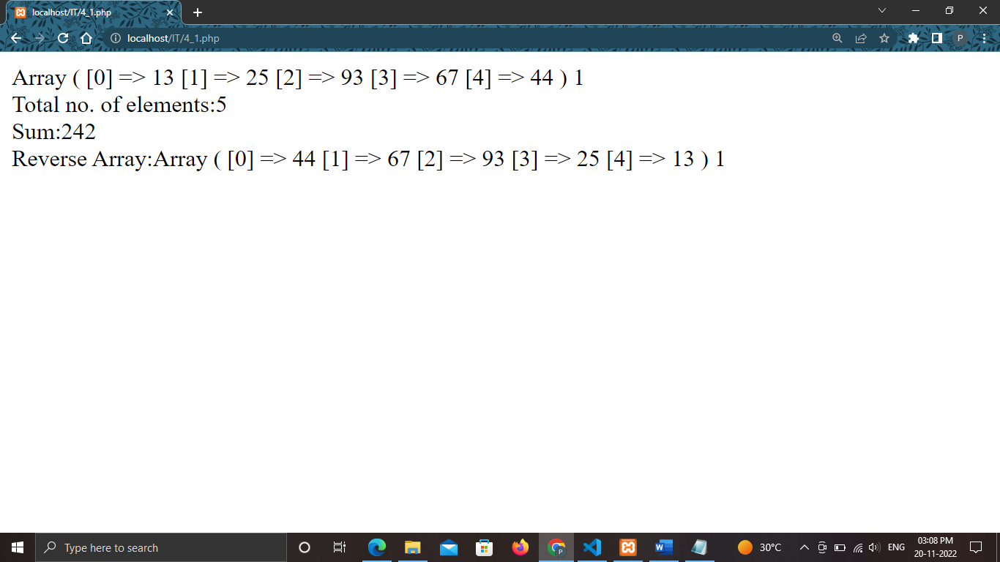 localhost/IT/4_1.php
localhost/IT/4_1.php
P
Array ( [0] => 13 [1] => 25 [2] => 93 [3] => 67 [4] => 44 ) 1
Total no. of elements:5
Sum:242
Reverse Array:Array ( [0] => 44 [1] => 67 [2] => 93 [3] => 25 [4] => 13 ) 1
Type here to search
P
W
30°C
ENG
03:08 PM
20-11-2022